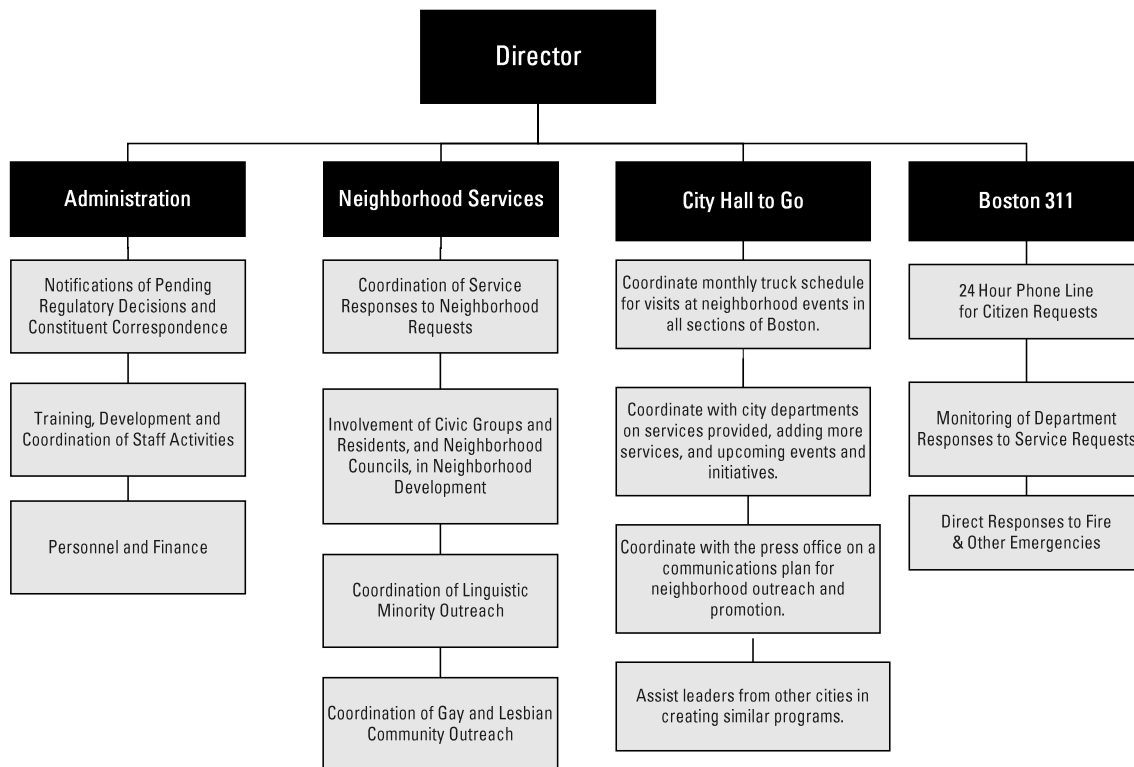 Director
Administration
Notifications of Pending
Regulatory Decisions and
Constituent Correspondence
Training, Development and
Coordination of Staff Activities
Personnel and Finance
Neighborhood Services
Coordination of Service
Responses to Neighborhood
Requests
Involvement of Civic Groups and
Residents, and Neighborhood
Councils, in Neighborhood
Development
Coordination of Linguistic
Minority Outreach
Coordination of Gay and Lesbian
Community Outreach
City Hall to Go
Coordinate monthly truck schedule
for visits at neighborhood events in
all sections of Boston.
Coordinate with city departments
on services provided, adding more
services, and upcoming events and
initiatives.
Coordinate with the press office on a
communications plan for
neighborhood outreach and
promotion.
Assist leaders from other cities in
creating similar programs.
Boston 311
24 Hour Phone Line
for Citizen Requests
Monitoring of Department
Responses to Service Requests
Direct Responses to Fire
& Other Emergencies